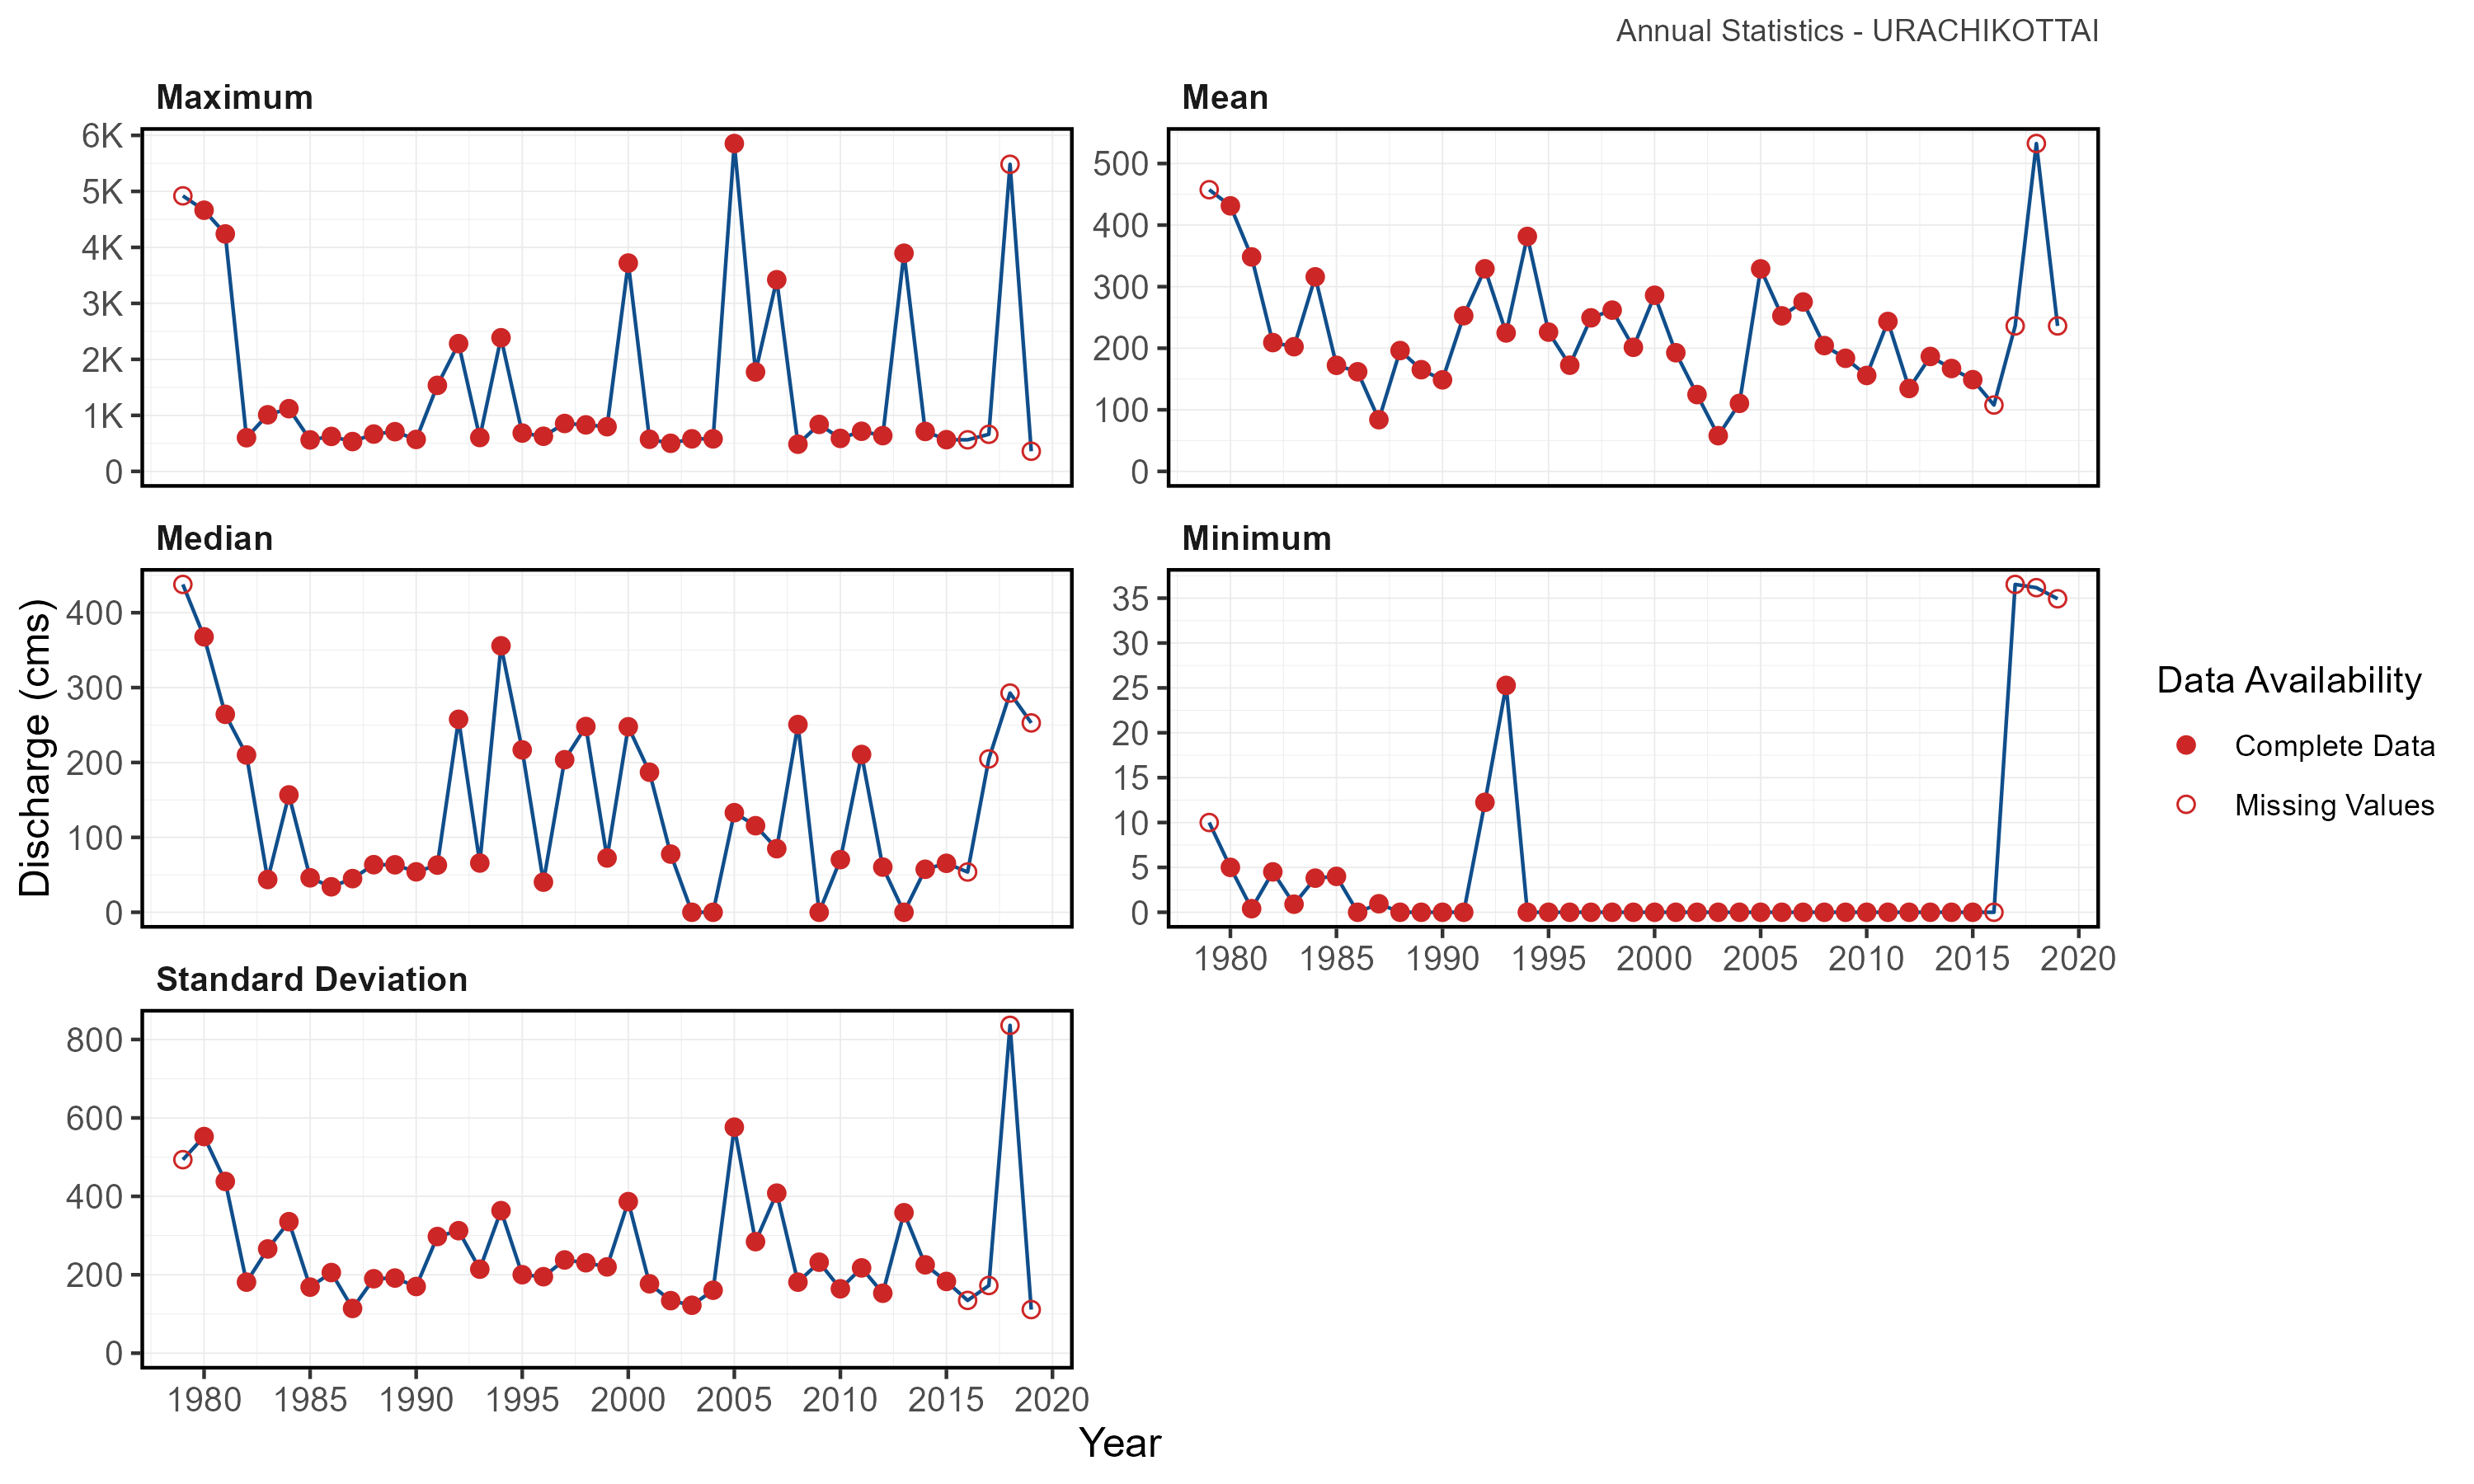 Annual Statistics - URACHIKOTTAI
Maximum
6K
5K
4K
3K
2K
1K
0
Mean
500
400
300
200
100
0
Discharge (cms)
Median
400
300
200
100
0
Minimum
35
30
25
20
15
10
5
0
1980 1985 1990 1995 2000 2005 2010 2015 2020
Standard Deviation
800
600
400
200
0
1980 1985 1990 1995 2000 2005 2010 2015 2020
Year
Data Availability
Complete Data
Missing Values